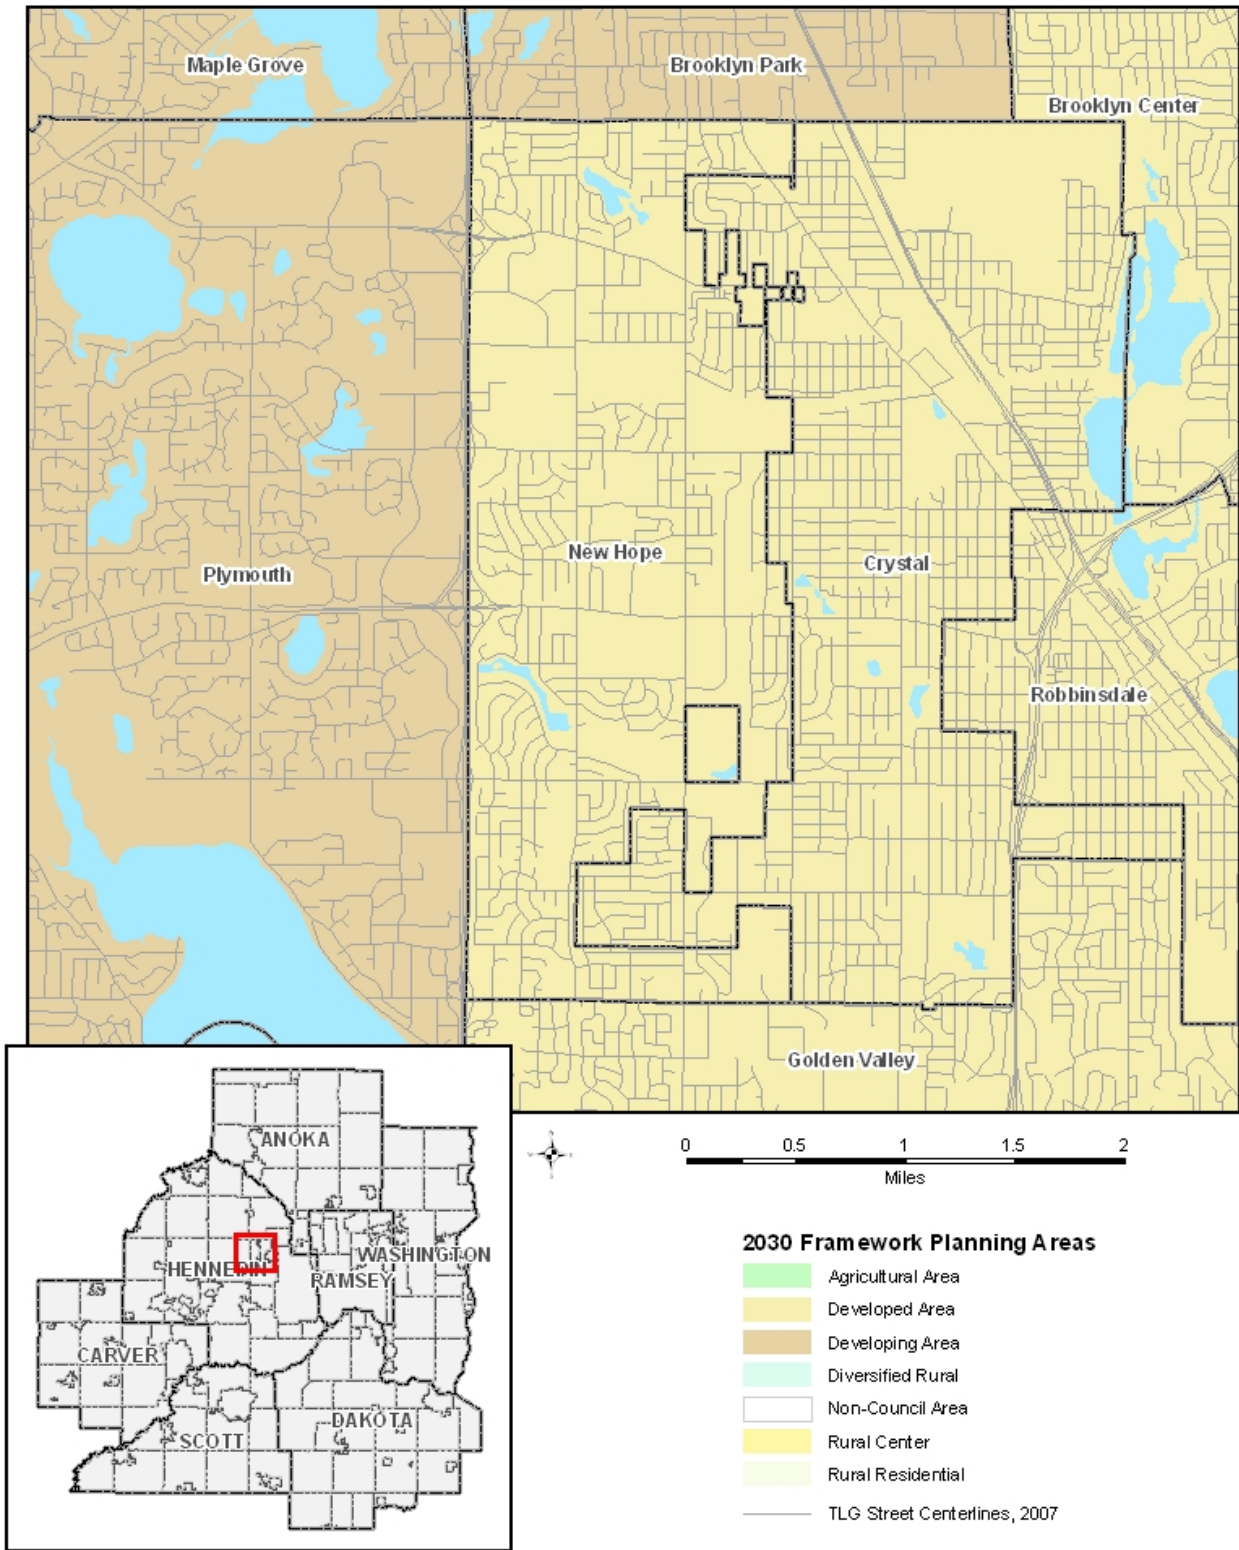 Maple Grove
Brooklyn Park
Brooklyn Center
New Hope
Crystal
Plymouth
Robbinsdale
Golden Valley
ANOKA
WASHINGTON
HENNEPIN
RAMSEY
CARVER
DAKOTA
SCOTT
0 0.5 1 1.5 2
Miles
2030 Framework Planning Areas
Agricultural Area
Developed Area
Developing Area
Diversified Rural
Non-Council Area
Rural Center
Rural Residential
TLG Street Centerlines, 2007